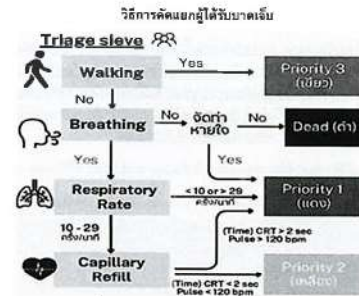 วิธีการคัดแยกผู้ได้รับบาดเจ็บ
Triage sieve
Walking
Yes
Priority 3
(เขียว)
No
Breathing
No
จัดท่า
หายใจ
No
Dead (ดำ)
Yes
Yes
Respiratory
Rate
< 10 or > 29
ครั้ง/นาที
Priority 1
(แดง)
10 - 29
ครั้ง/นาที
(Time) CRT > 2 sec
Pulse > 120 bpm
Capillary
Refill
(Time) CRT < 2 sec
Pulse < 120 bpm
Priority 2
(เหลือง)